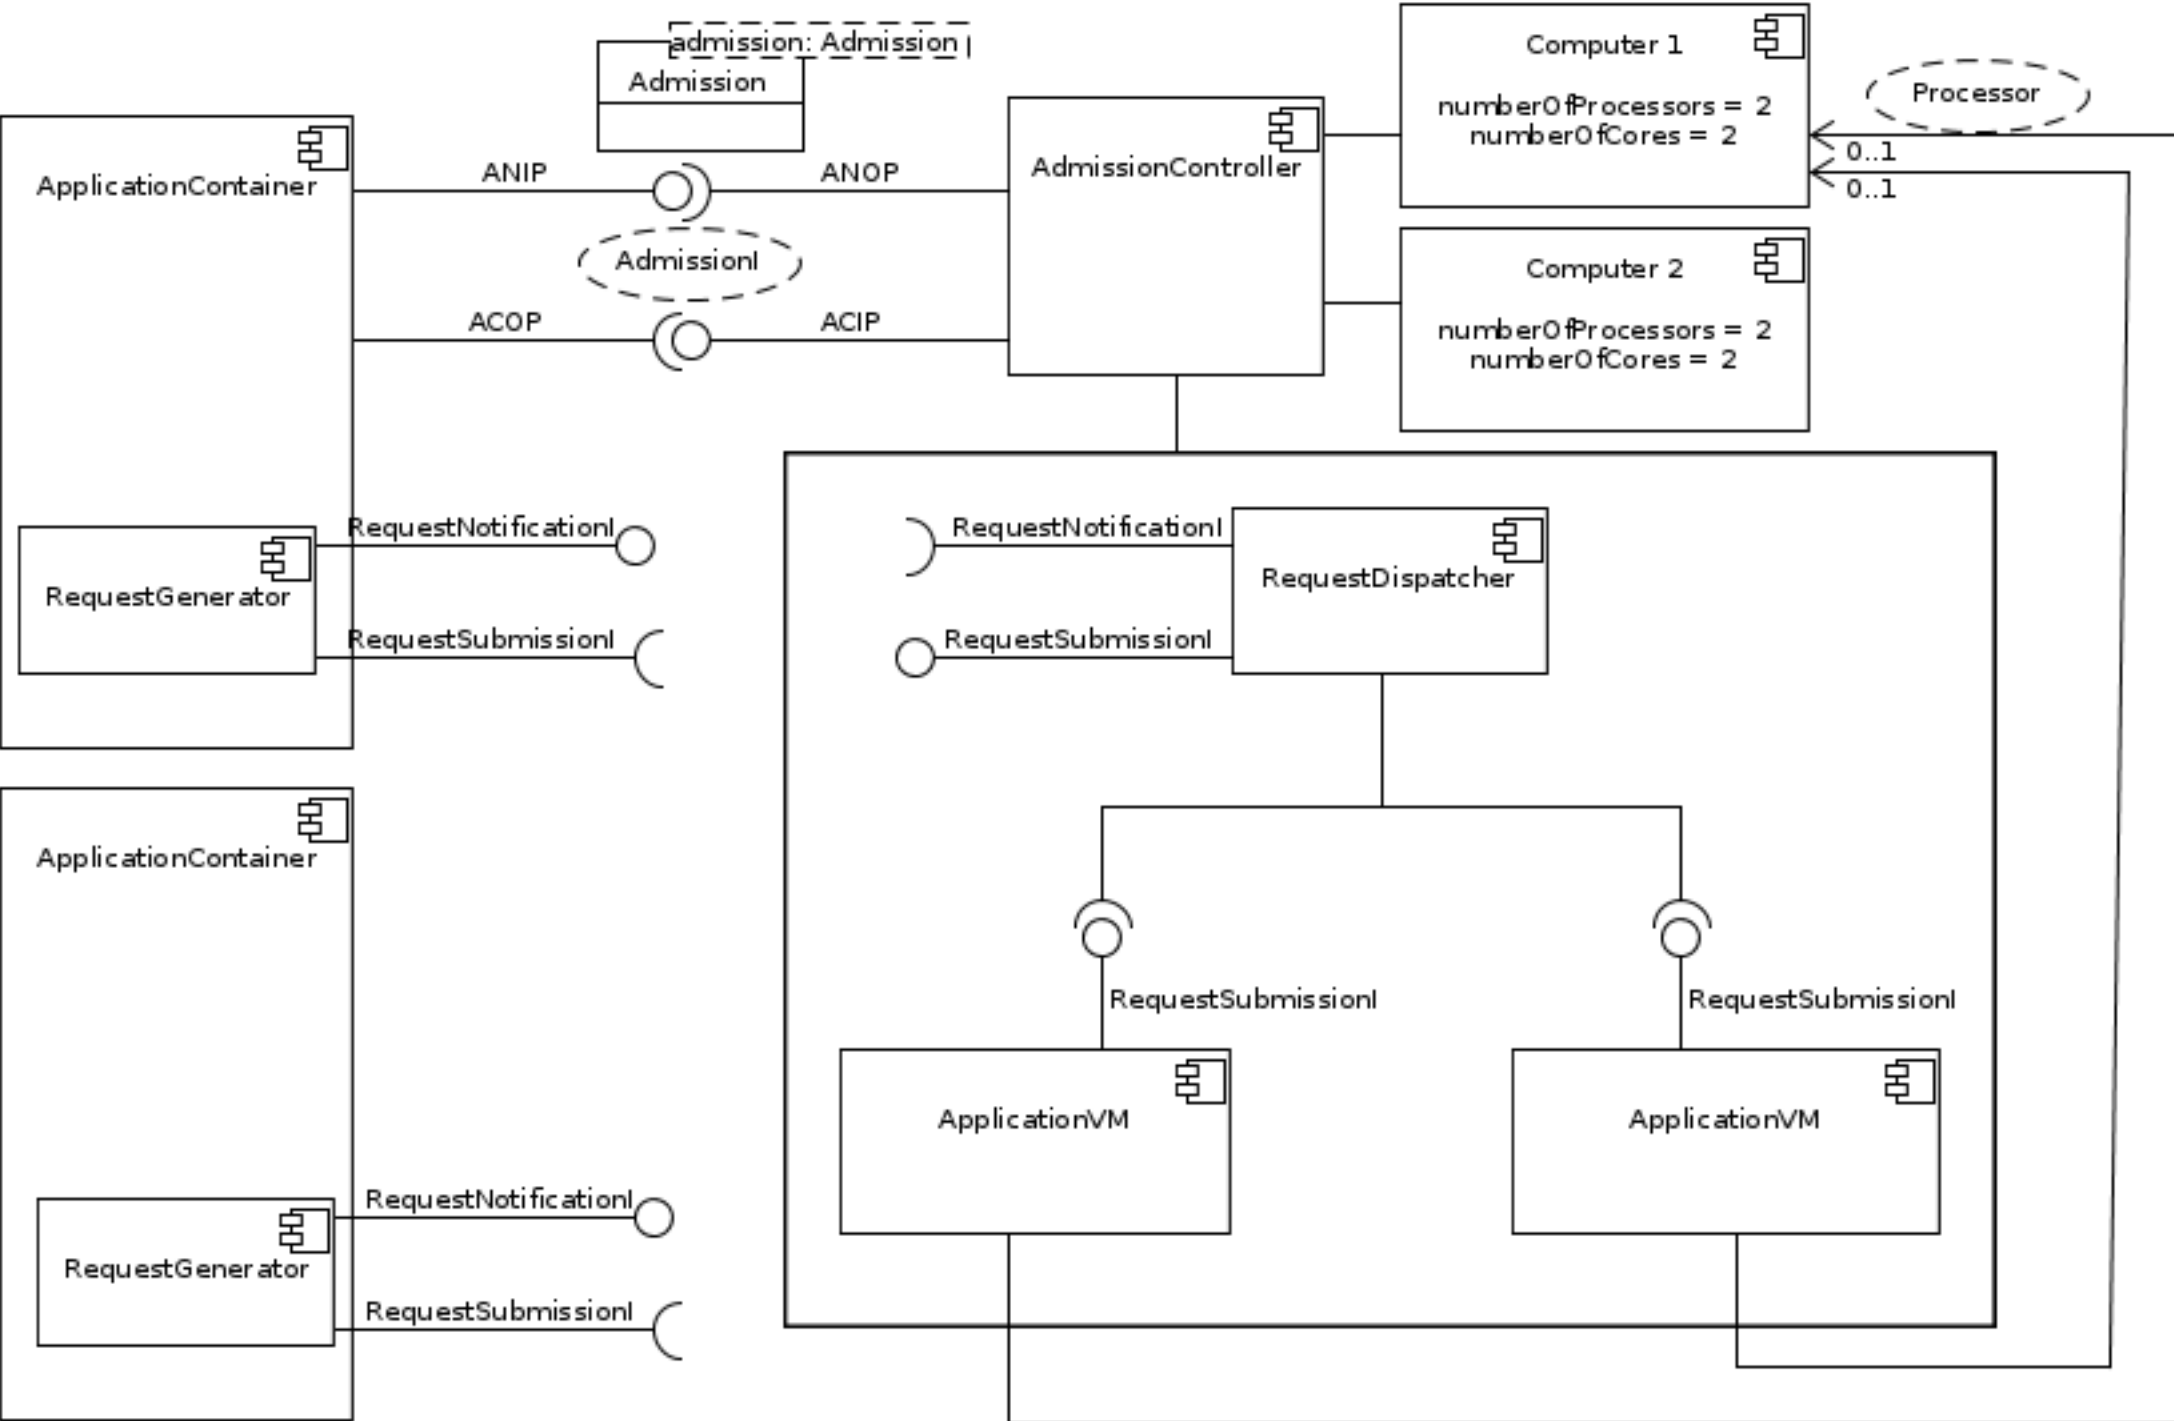 admission: Admission
Admission
Computer 1
numberOfProcessors = 2
numberOfCores = 2
Processor
0..1
0..1
ApplicationContainer
ANIP
ANOP
AdmissionController
AdmissionI
ACOP
ACIP
Computer 2
numberOfProcessors = 2
numberOfCores = 2
RequestNotificationI
RequestGenerator
RequestSubmissionI
RequestNotificationI
RequestDispatcher
RequestSubmissionI
ApplicationContainer
RequestSubmissionI
RequestSubmissionI
ApplicationVM
ApplicationVM
RequestNotificationI
RequestGenerator
RequestSubmissionI